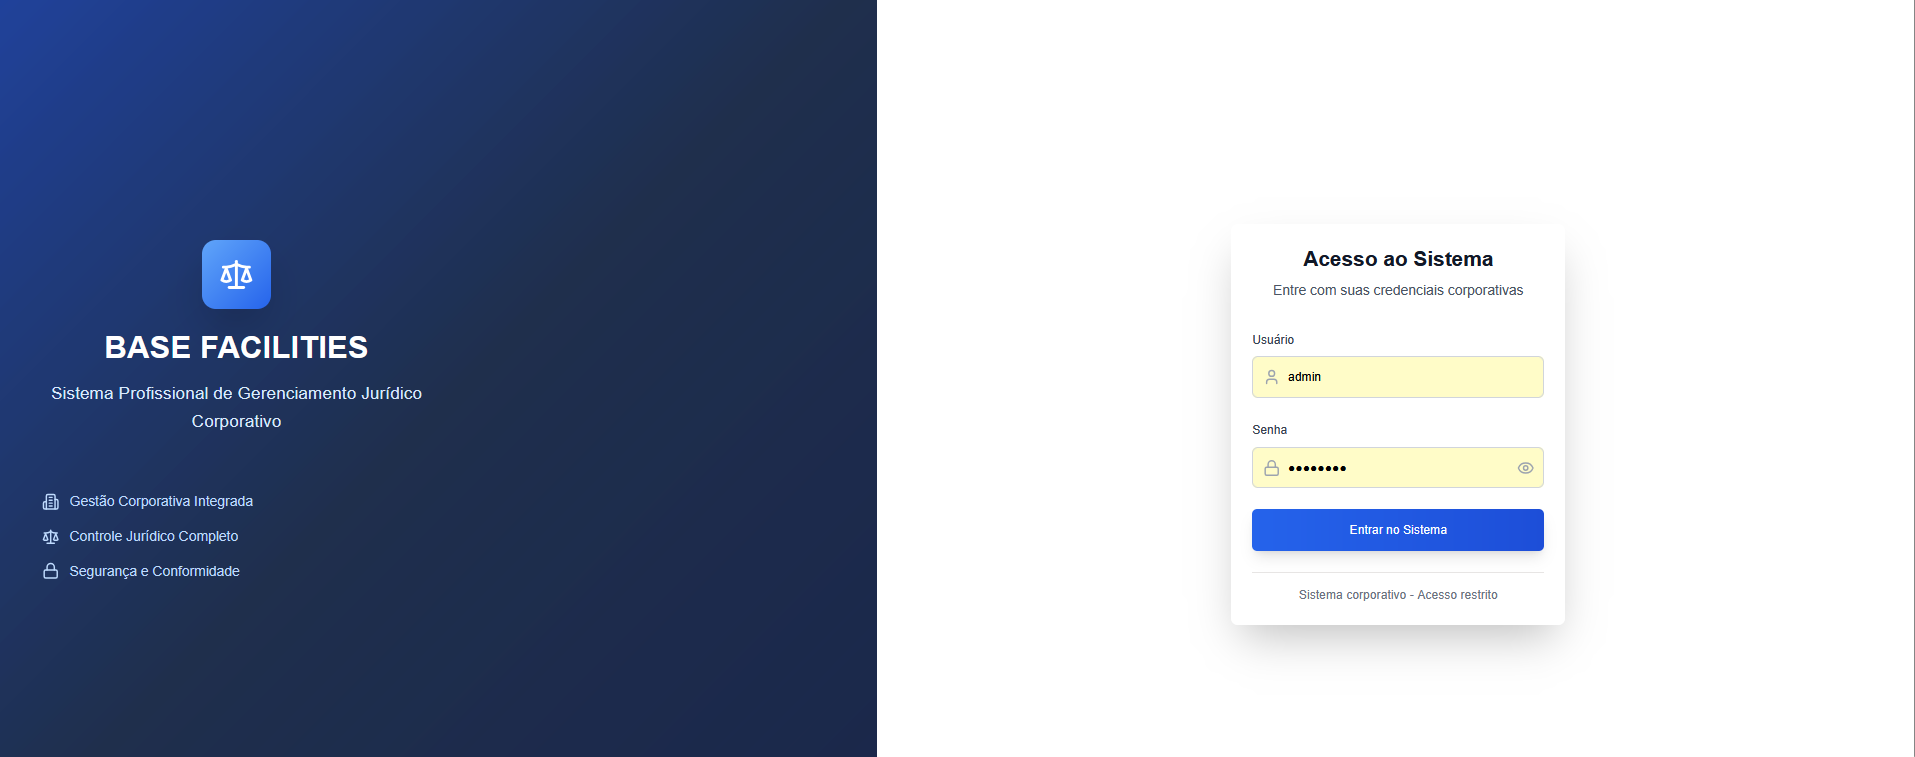 BASE FACILITIES
Sistema Profissional de Gerenciamento Jurídico
Corporativo
Gestão Corporativa Integrada
Controle Jurídico Completo
Segurança e Conformidade
Acesso ao Sistema
Entre com suas credenciais corporativas
Usuário
admin
Senha
••••••••
Entrar no Sistema
Sistema corporativo - Acesso restrito